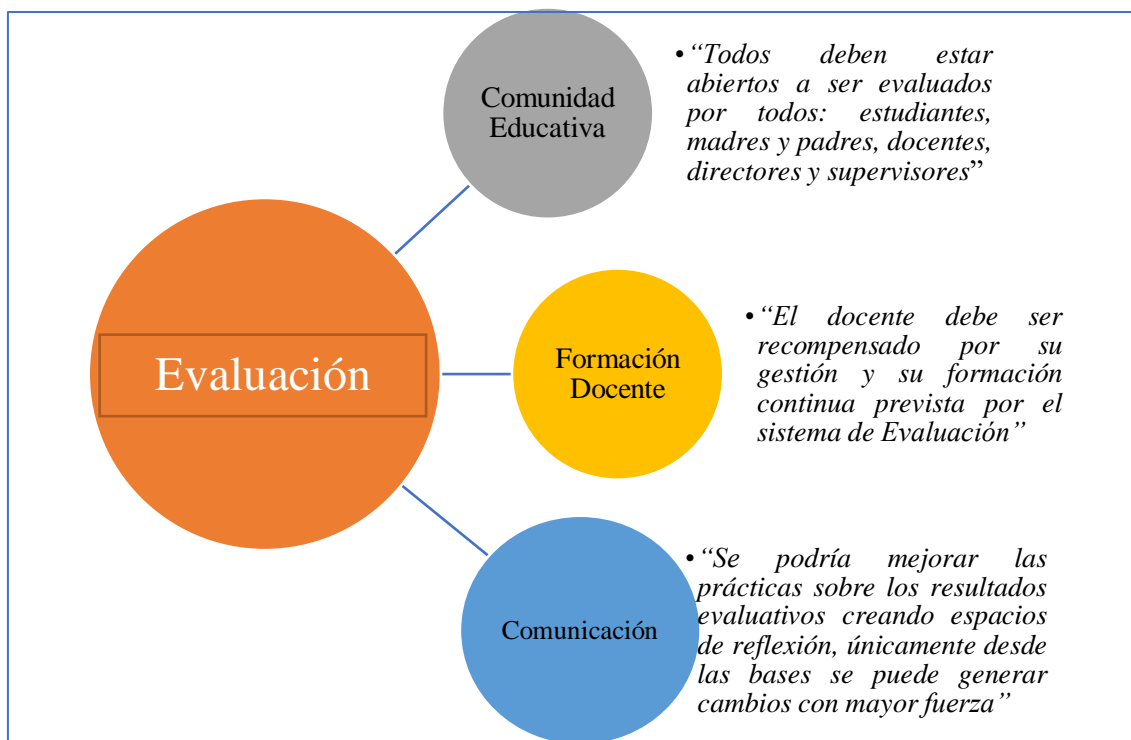 Evaluación
Comunidad
Educativa
• “Todos deben estar
abiertos a ser evaluados
por todos: estudiantes,
madres y padres, docentes,
directores y supervisores”
Formación
Docente
• “El docente debe ser
recompensado por su
gestión y su formación
continua prevista por el
sistema de Evaluación”
Comunicación
• “Se podría mejorar las
prácticas sobre los resultados
evaluativos creando espacios
de reflexión, únicamente desde
las bases se puede generar
cambios con mayor fuerza”